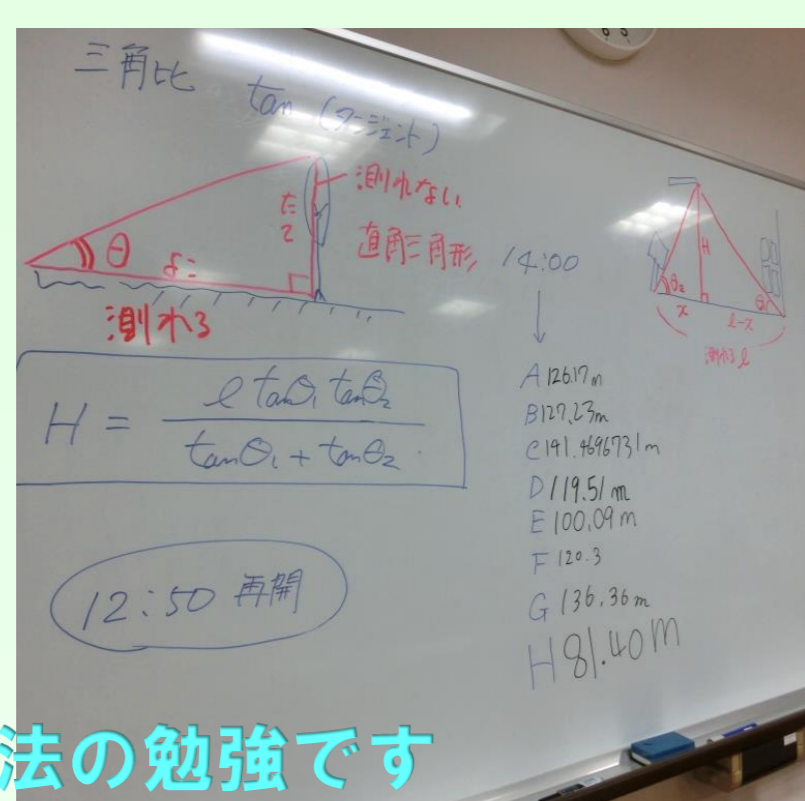 三角比 tan (タージェント)
測れない
たて
直角三角形
θ
よこ
測れる
H = l tanθ₁ tanθ₂ / tanθ₁ + tanθ₂
12:50 再開
14:00
A 126.17m
B 127.23m
C 141.4696731m
D 119.51m
E 100.09m
F 120.3
G 136.36m
H 81.40m
H
θ₂
θ₁
x
l-x
測れる l
法の勉強です